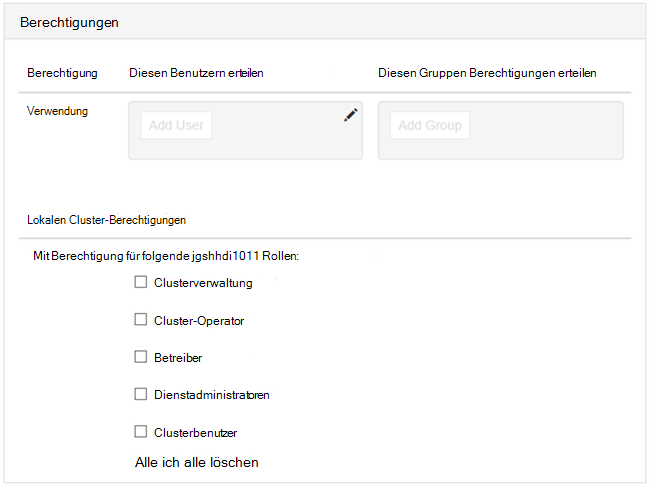 Berechtigungen
Berechtigung Diesen Benutzern erteilen Diesen Gruppen Berechtigungen erteilen
Verwendung Add User Add Group
Lokalen Cluster-Berechtigungen
Mit Berechtigung für folgende jgshhdi1011 Rollen:
Clusterverwaltung
Cluster-Operator
Betreiber
Dienstadministratoren
Clusterbenutzer
Alle ich alle löschen